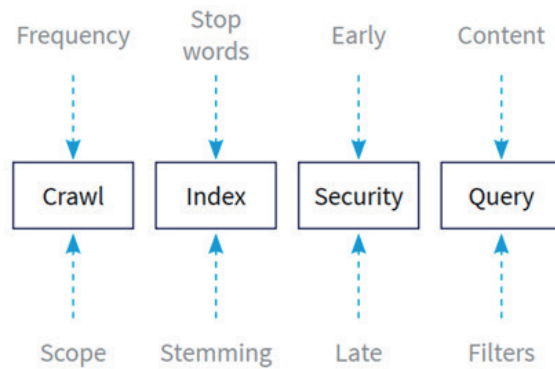 Frequency
Stop
words
Early
Content
Crawl
Index
Security
Query
Scope
Stemming
Late
Filters